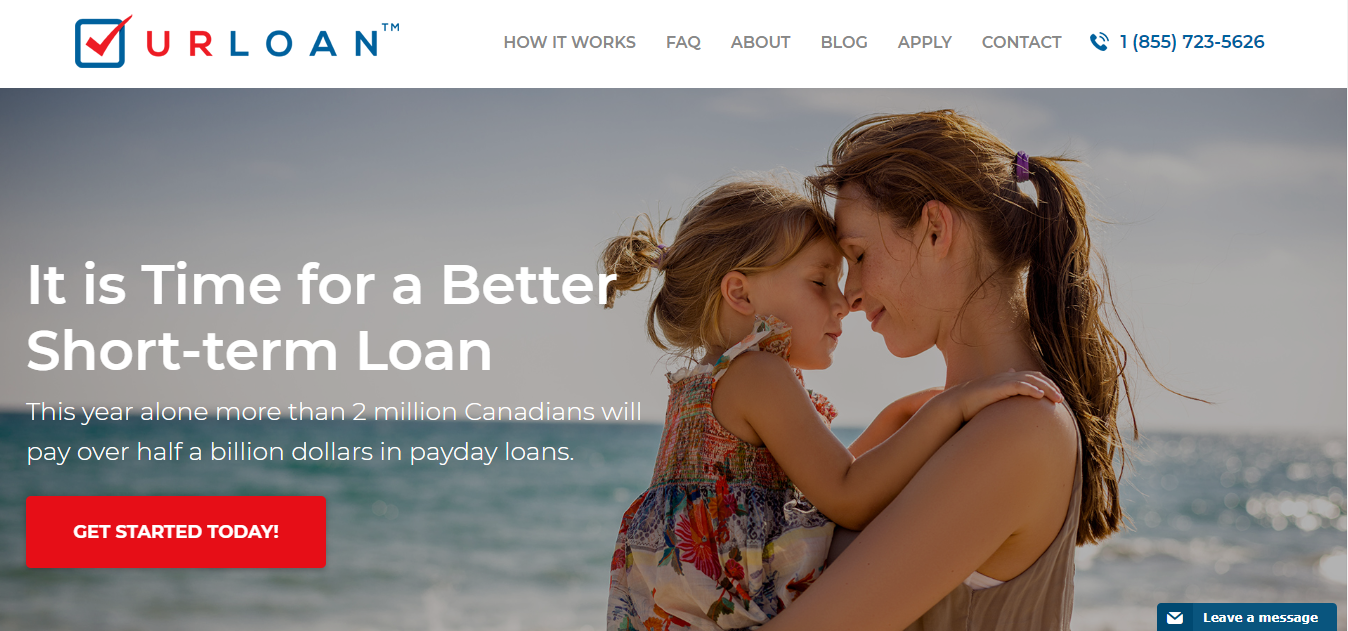 URLOAN™
HOW IT WORKS FAQ ABOUT BLOG APPLY CONTACT 1 (855) 723-5626
It is Time for a Better
Short-term Loan
This year alone more than 2 million Canadians will
pay over half a billion dollars in payday loans.
GET STARTED TODAY!
Leave a message